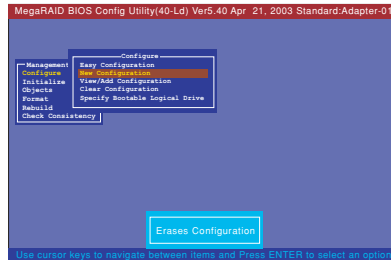 MegaRAID BIOS Config Utility(40-Ld) Ver5.40 Apr 21, 2003 Standard:Adapter-01
Configure
Management
Easy Configuration
Configure
New Configuration
Initialize
View/Add Configuration
Objects
Clear Configuration
Format
Specify Bootable Logical Drive
Rebuild
Check Consistency
Erases Configuration
Use cursor keys to navigate between items and Press ENTER to select an option